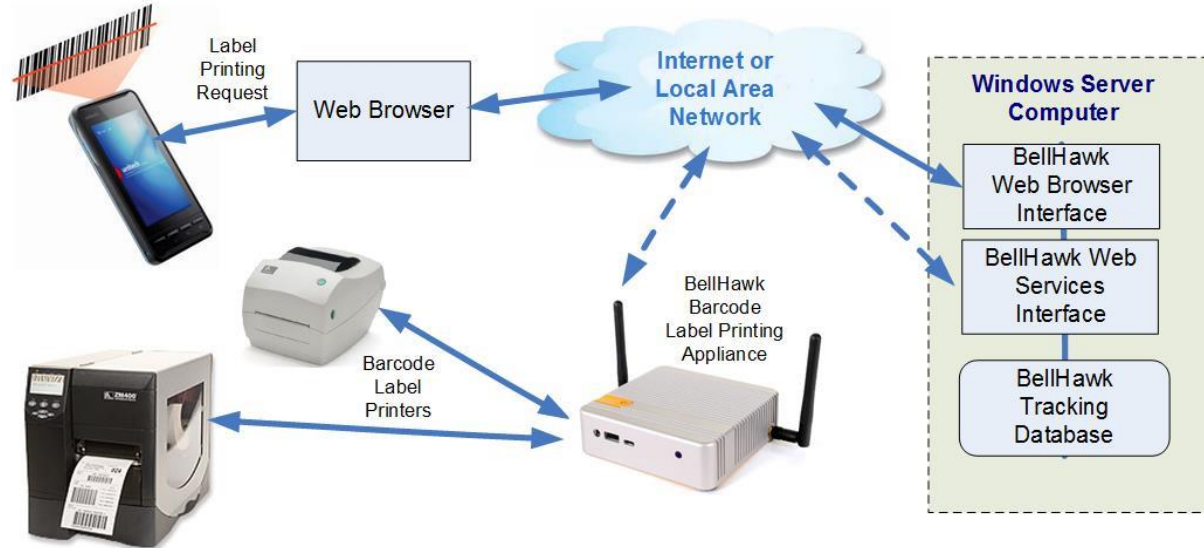 Label
Printing
Request
Web Browser
Internet or
Local Area
Network
Windows Server
Computer
BellHawk
Web Browser
Interface
BellHawk Web
Services
Interface
BellHawk
Tracking
Database
BellHawk
Barcode
Label Printing
Appliance
Barcode
Label
Printers
ZM400